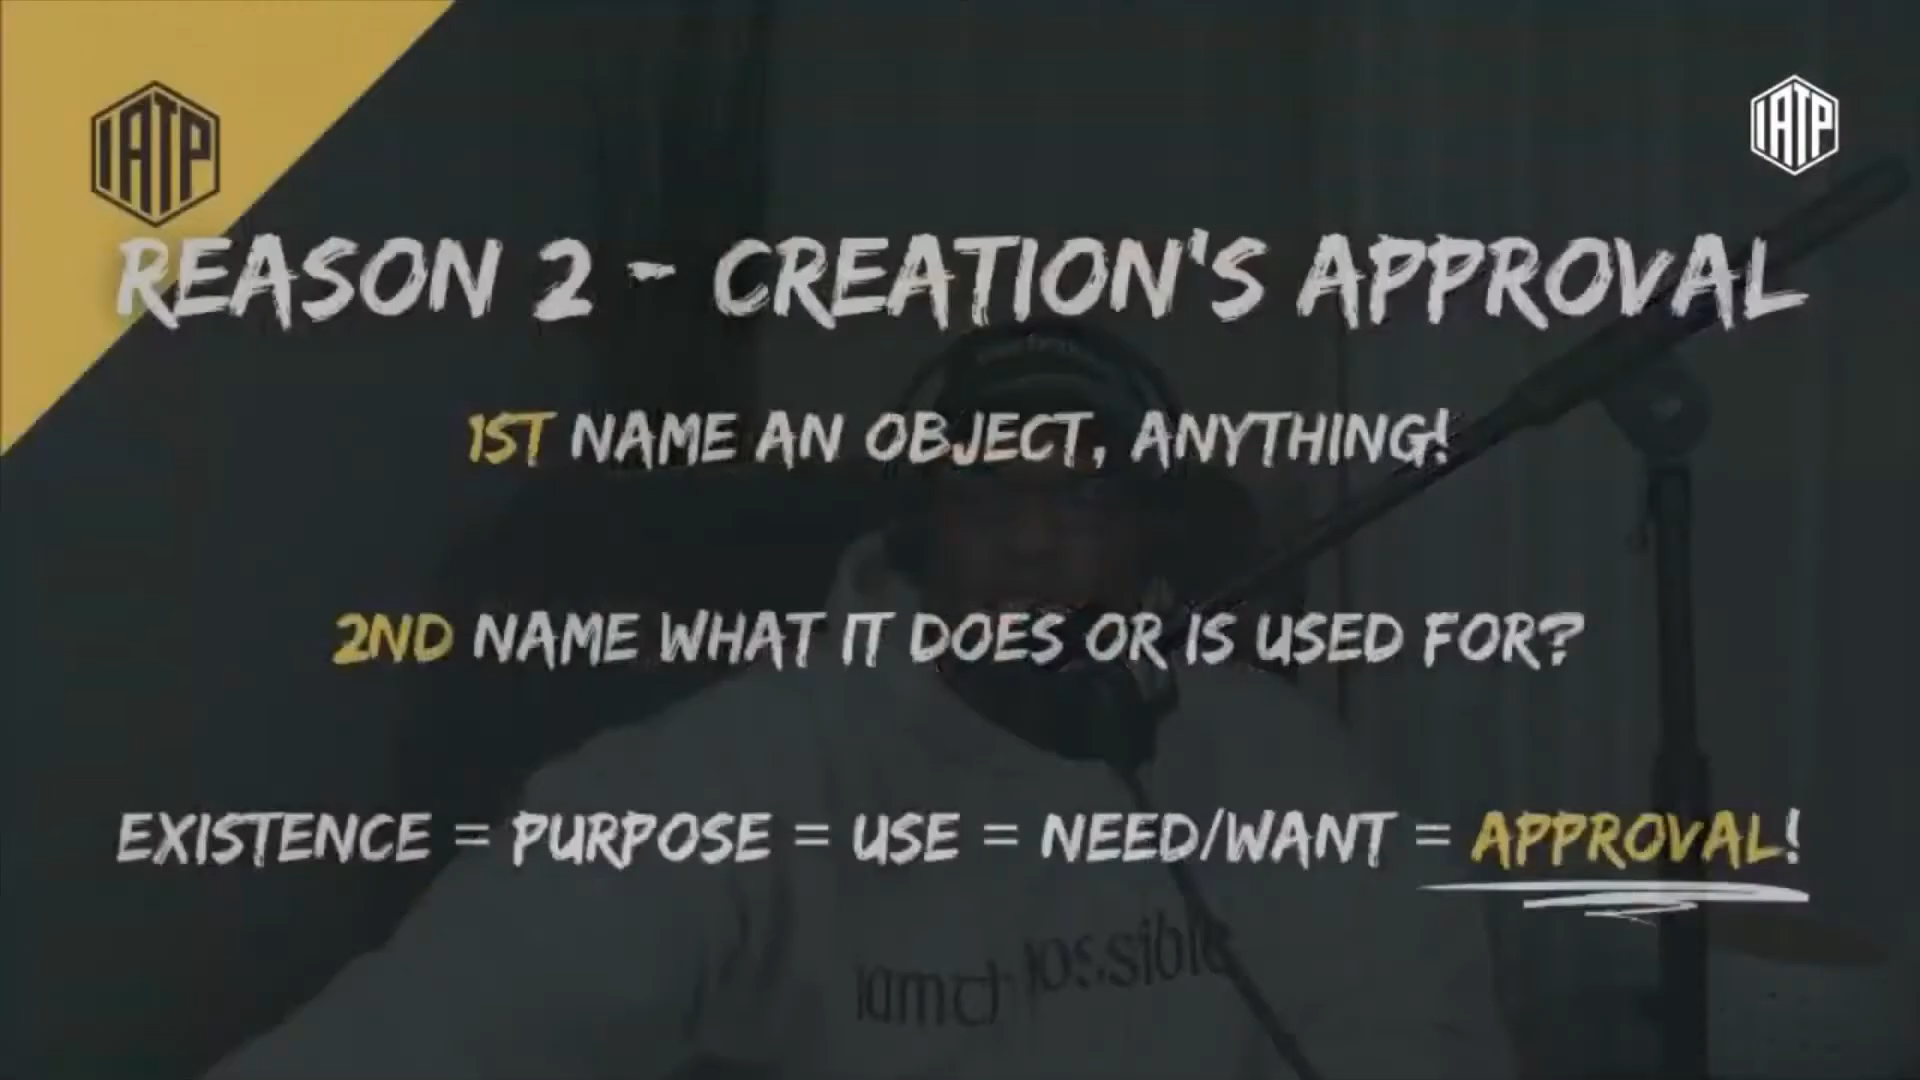 IATP
IATP
REASON 2 - CREATION'S APPROVAL
1ST NAME AN OBJECT, ANYTHING!
2ND NAME WHAT IT DOES OR IS USED FOR?
EXISTENCE = PURPOSE = USE = NEED/WANT = APPROVAL!
possible